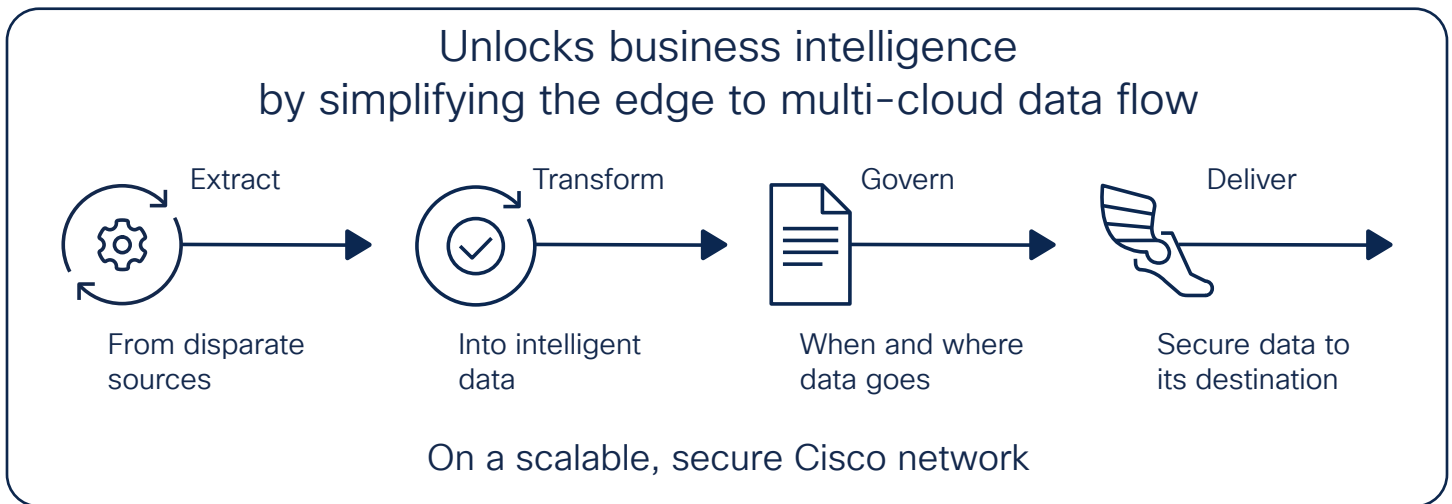 Unlocks business intelligence
by simplifying the edge to multi-cloud data flow
Extract
Transform
Govern
Deliver
From disparate
sources
Into intelligent
data
When and where
data goes
Secure data to
its destination
On a scalable, secure Cisco network